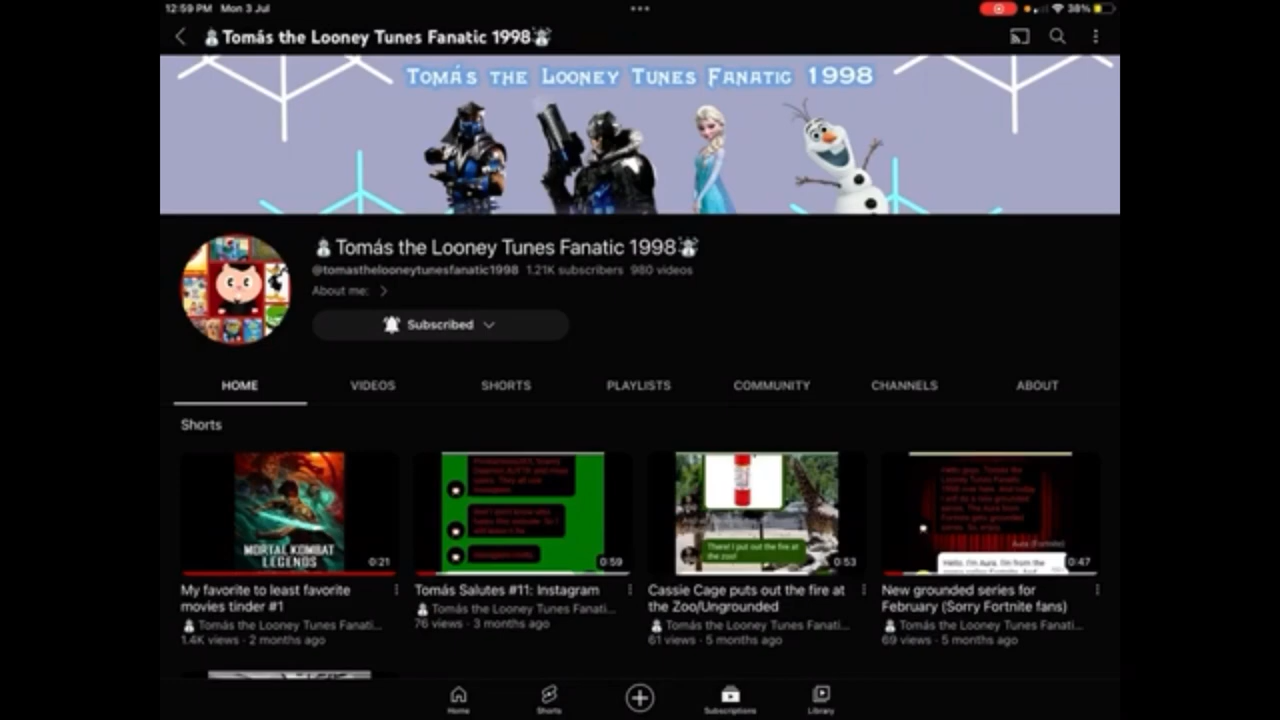 12:59 PM Mon 3 Jul
38%
⛄Tomás the Looney Tunes Fanatic 1998☃
Tomás the Looney Tunes Fanatic 1998
⛄Tomás the Looney Tunes Fanatic 1998☃
@tomasthelooneytunesfanatic1998 1.21K subscribers 980 videos
About me:
Subscribed
HOME VIDEOS SHORTS PLAYLISTS COMMUNITY CHANNELS ABOUT
Shorts
MORTAL KOMBAT
LEGENDS
0:21
0:59
There! I put out the fire at
the zoo!
0:53
Aura (Fortnite)
Hello, I'm Aura. I'm from the
0:47
My favorite to least favorite
movies tinder #1
⛄Tomás the Looney Tunes Fanati...
1.4K views · 2 months ago
Tomás Salutes #11: Instagram
⛄Tomás the Looney Tunes Fanati...
76 views · 3 months ago
Cassie Cage puts out the fire at
the Zoo/Ungrounded
⛄Tomás the Looney Tunes Fanati...
61 views · 5 months ago
New grounded series for
February (Sorry Fortnite fans)
⛄Tomás the Looney Tunes Fanati...
69 views · 5 months ago
Home Shorts Subscriptions Library